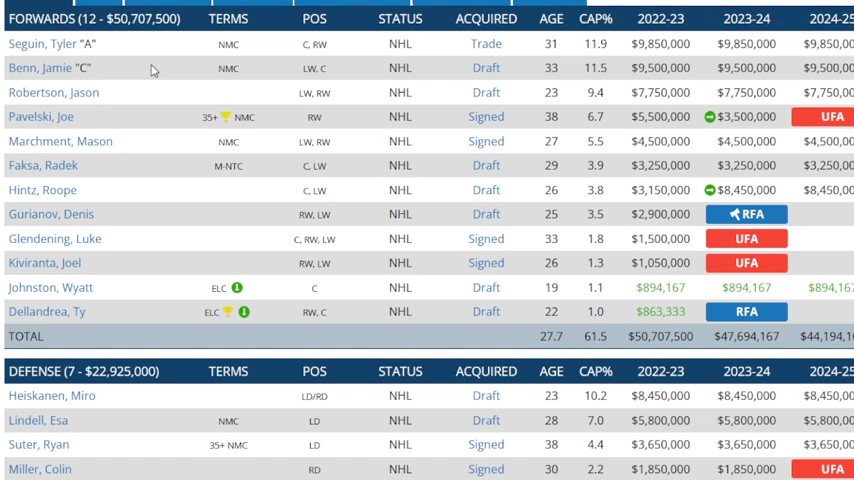 FORWARDS (12 - $50,707,500) TERMS POS STATUS ACQUIRED AGE CAP% 2022-23 2023-24 2024-25
Seguin, Tyler "A" NMC C, RW NHL Trade 31 11.9 $9,850,000 $9,850,000 $9,850,00
Benn, Jamie "C" NMC LW, C NHL Draft 33 11.5 $9,500,000 $9,500,000 $9,500,00
Robertson, Jason LW, RW NHL Draft 23 9.4 $7,750,000 $7,750,000 $7,750,00
Pavelski, Joe 35+ NMC RW NHL Signed 38 6.7 $5,500,000 $3,500,000 UFA
Marchment, Mason NMC LW, RW NHL Signed 27 5.5 $4,500,000 $4,500,000 $4,500,00
Faksa, Radek M-NTC C, LW NHL Draft 29 3.9 $3,250,000 $3,250,000 $3,250,00
Hintz, Roope C, LW NHL Draft 26 3.8 $3,150,000 $8,450,000 $8,450,00
Gurianov, Denis RW, LW NHL Draft 25 3.5 $2,900,000 RFA
Glendening, Luke C, RW, LW NHL Signed 33 1.8 $1,500,000 UFA
Kiviranta, Joel RW, LW NHL Signed 26 1.3 $1,050,000 UFA
Johnston, Wyatt ELC C NHL Draft 19 1.1 $894,167 $894,167 $894,167
Dellandrea, Ty ELC RW, C NHL Draft 22 1.0 $863,333 RFA
TOTAL 27.7 61.5 $50,707,500 $47,694,167 $44,194,16
DEFENSE (7 - $22,925,000) TERMS POS STATUS ACQUIRED AGE CAP% 2022-23 2023-24 2024-25
Heiskanen, Miro LD/RD NHL Draft 23 10.2 $8,450,000 $8,450,000 $8,450,00
Lindell, Esa NMC LD NHL Draft 28 7.0 $5,800,000 $5,800,000 $5,800,00
Suter, Ryan 35+ NMC LD NHL Signed 38 4.4 $3,650,000 $3,650,000 $3,650,00
Miller, Colin RD NHL Signed 30 2.2 $1,850,000 $1,850,000 UFA